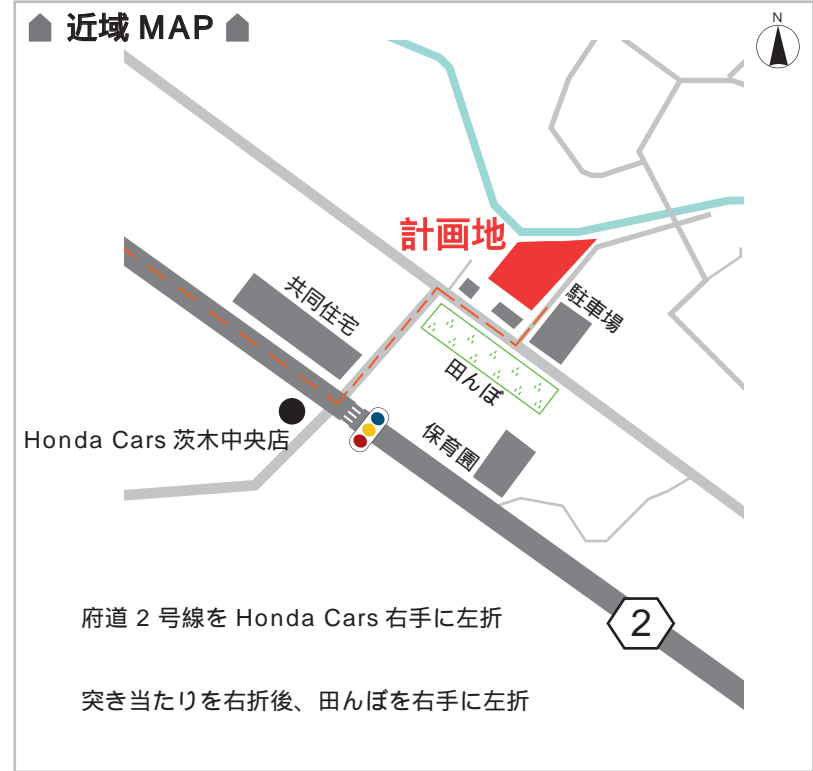 近域 MAP
N
計画地
共同住宅
駐車場
田んぼ
Honda Cars 茨木中央店
保育園
府道 2 号線を Honda Cars 右手に左折
2
突き当たりを右折後、田んぼを右手に左折